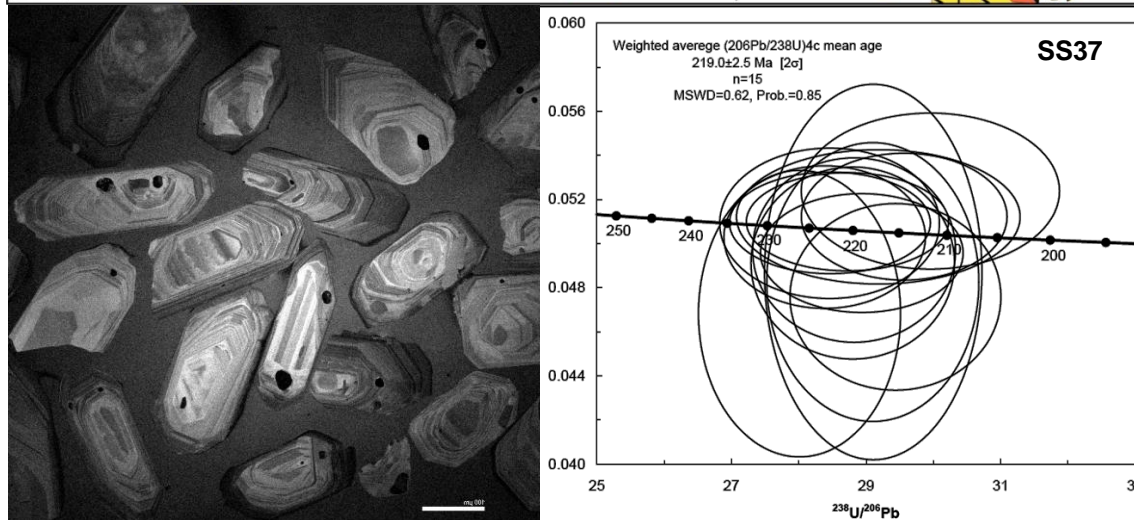 100 µm
SS37
Weighted averege (206Pb/238U)4c mean age
219.0±2.5 Ma [2σ]
n=15
MSWD=0.62, Prob.=0.85
0.060
0.056
0.052
0.048
0.044
0.040
250
240
230
220
210
200
25
27
29
31
238U/206Pb